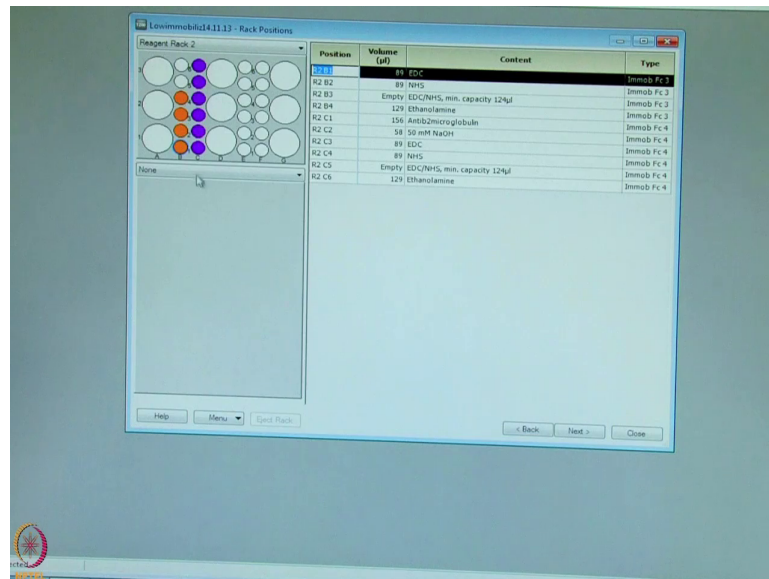 Lowimmobiliz14.11.13 - Rack Positions
Reagent Rack 2
A B C D E F G
None
Help Menu Eject Rack
Position Volume (µl) Content Type
R2 B1 89 EDC Immob Fc 3
R2 B2 89 NHS Immob Fc 3
R2 B3 Empty EDC/NHS, min. capacity 124µl Immob Fc 3
R2 B4 129 Ethanolamine Immob Fc 3
R2 C1 156 Antib2microglobulin Immob Fc 4
R2 C2 58 50 mM NaOH Immob Fc 4
R2 C3 89 EDC Immob Fc 4
R2 C4 89 NHS Immob Fc 4
R2 C5 Empty EDC/NHS, min. capacity 124µl Immob Fc 4
R2 C6 129 Ethanolamine Immob Fc 4
< Back Next > Close